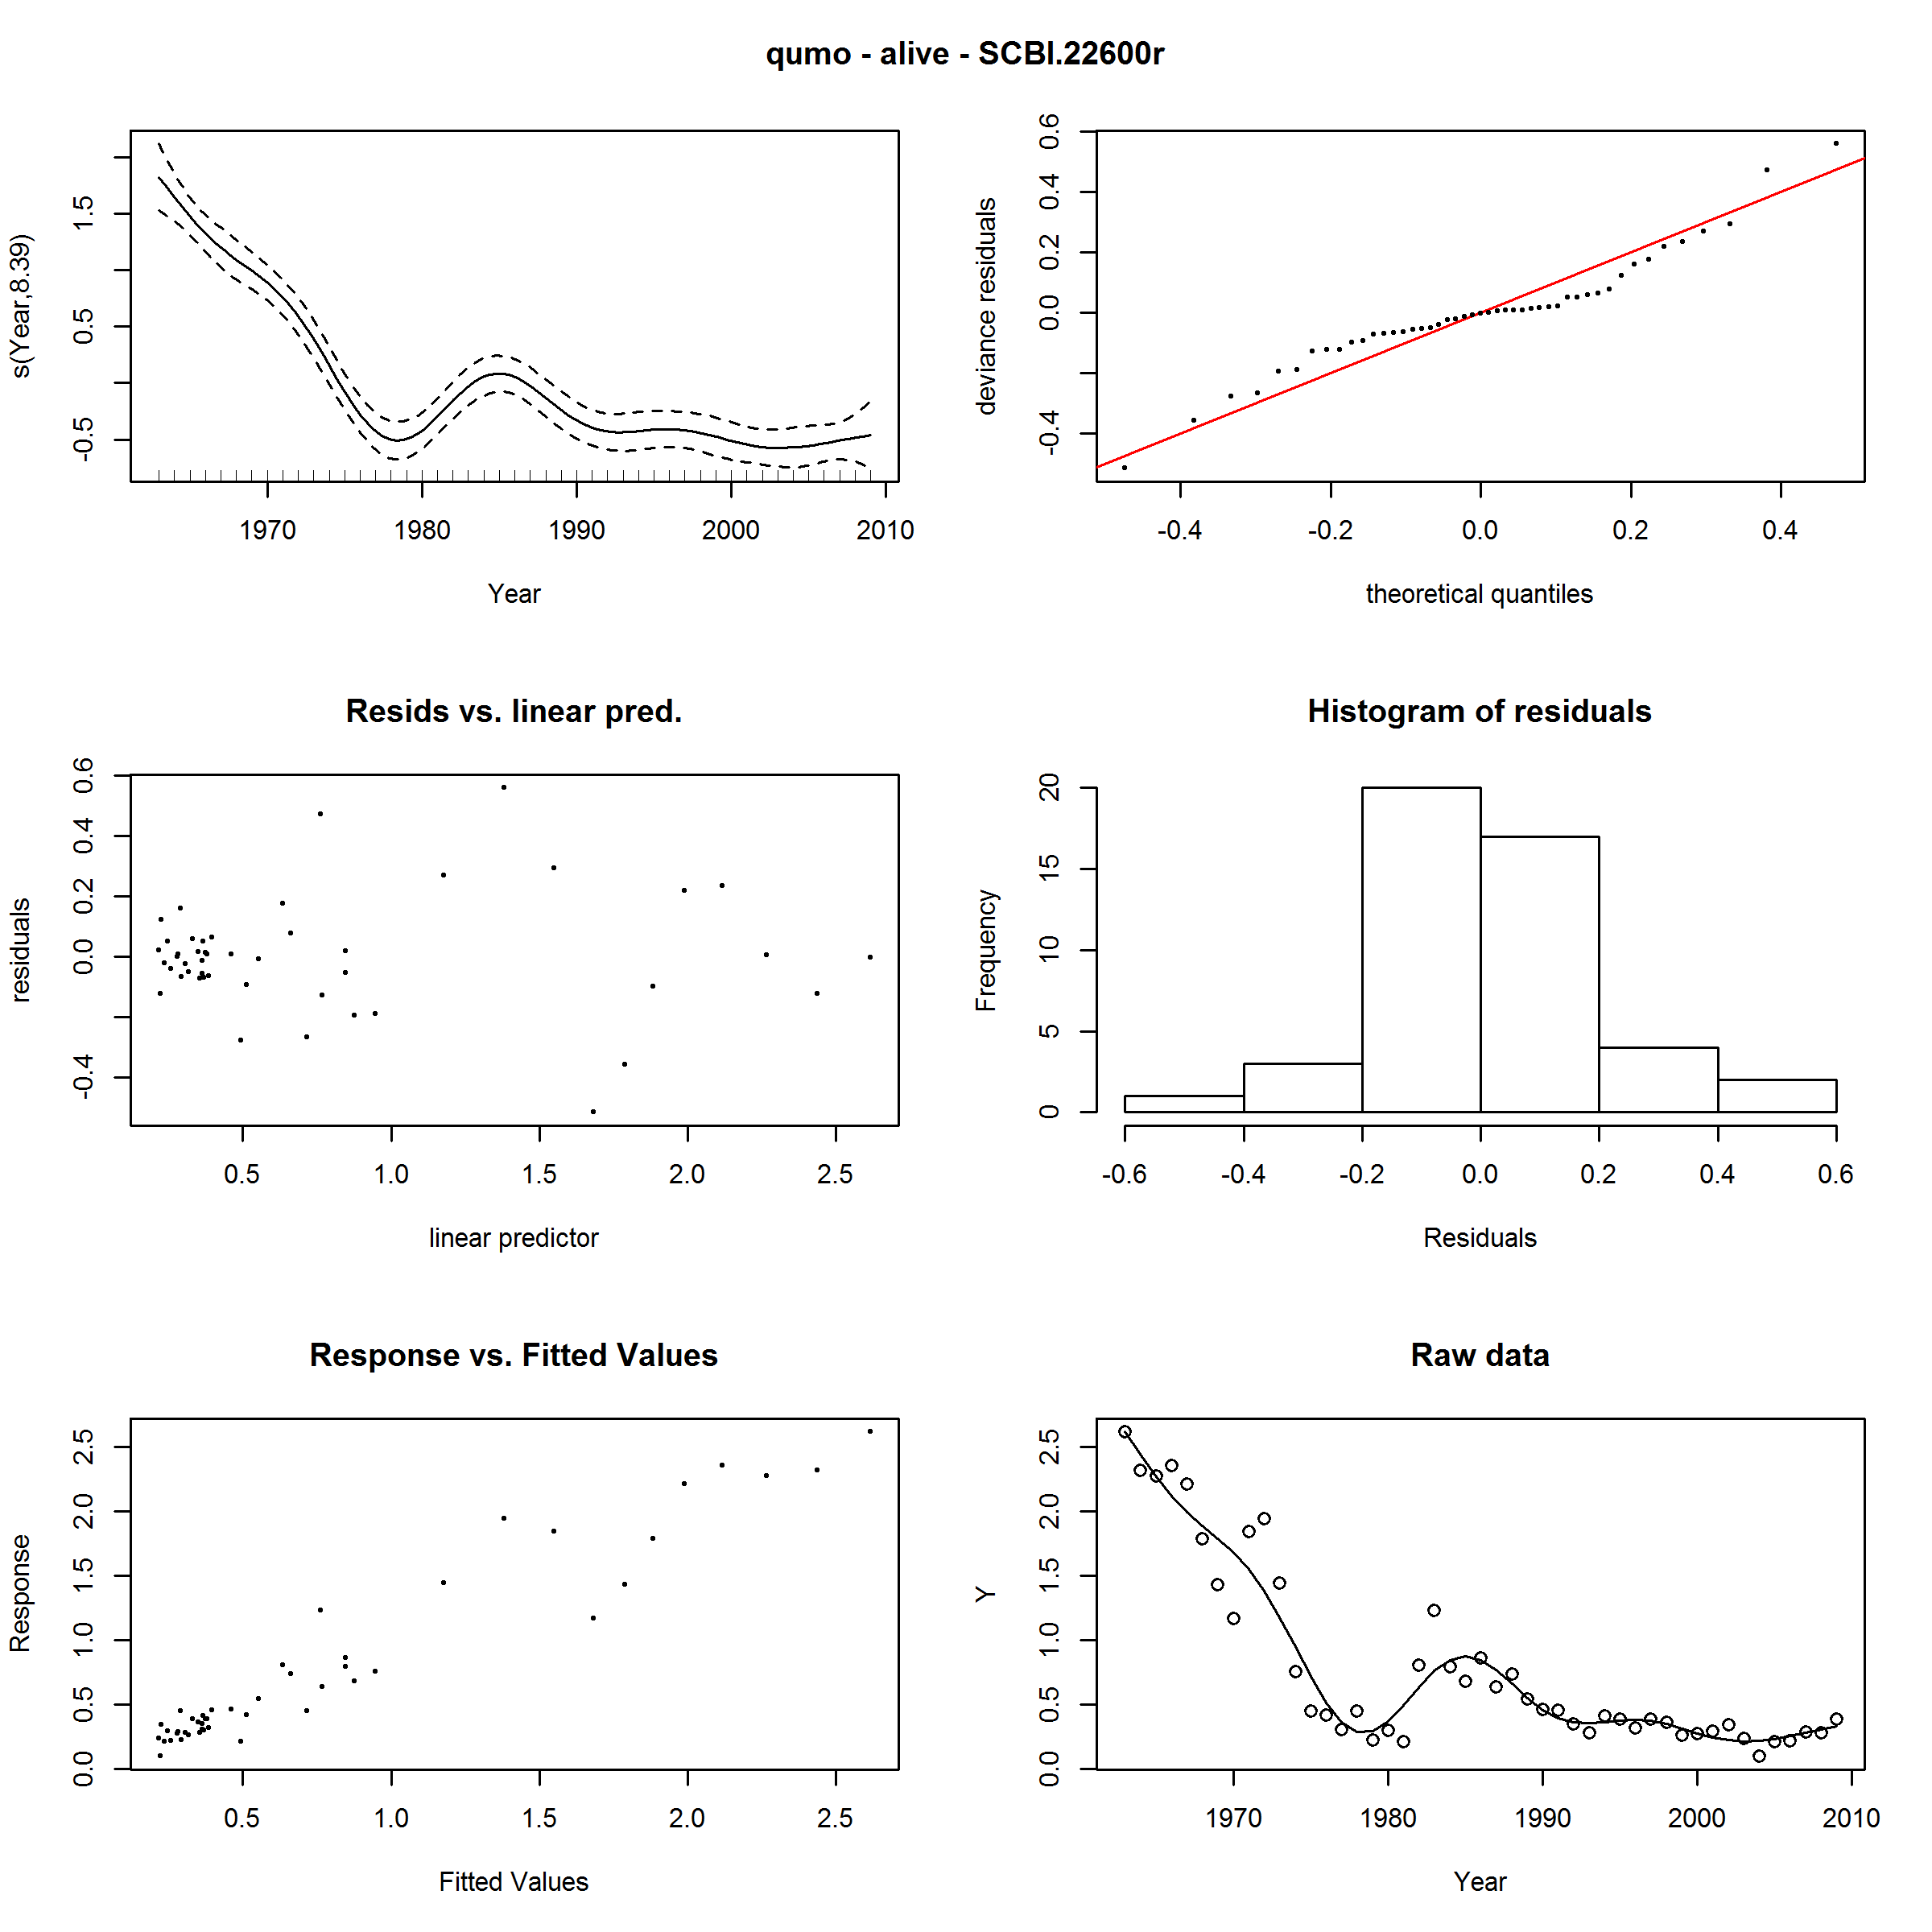 qumo - alive - SCBI.22600r
s(Year,8.39)
-0.5 0.5 1.5
1970 1980 1990 2000 2010
Year
deviance residuals
-0.4 0.0 0.2 0.4 0.6
-0.4 -0.2 0.0 0.2 0.4
theoretical quantiles
Resids vs. linear pred.
residuals
-0.4 0.0 0.2 0.4 0.6
0.5 1.0 1.5 2.0 2.5
linear predictor
Histogram of residuals
Frequency
0 5 10 15 20
-0.6 -0.4 -0.2 0.0 0.2 0.4 0.6
Residuals
Response vs. Fitted Values
Response
0.0 0.5 1.0 1.5 2.0 2.5
0.5 1.0 1.5 2.0 2.5
Fitted Values
Raw data
Y
0.0 0.5 1.0 1.5 2.0 2.5
1970 1980 1990 2000 2010
Year